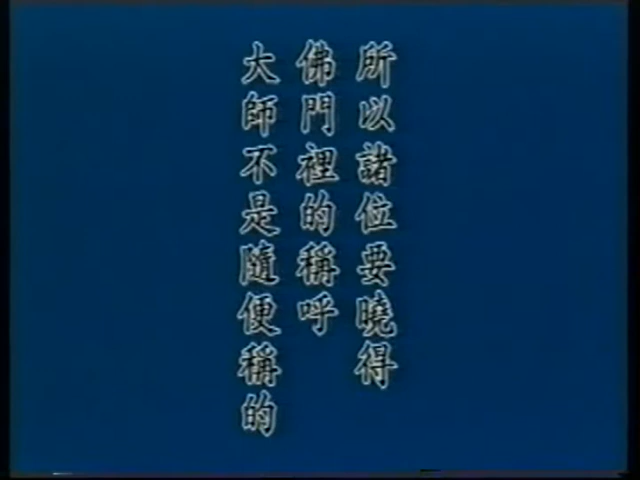 所以諸位要曉得
佛門裡的稱呼
大師不是隨便稱的